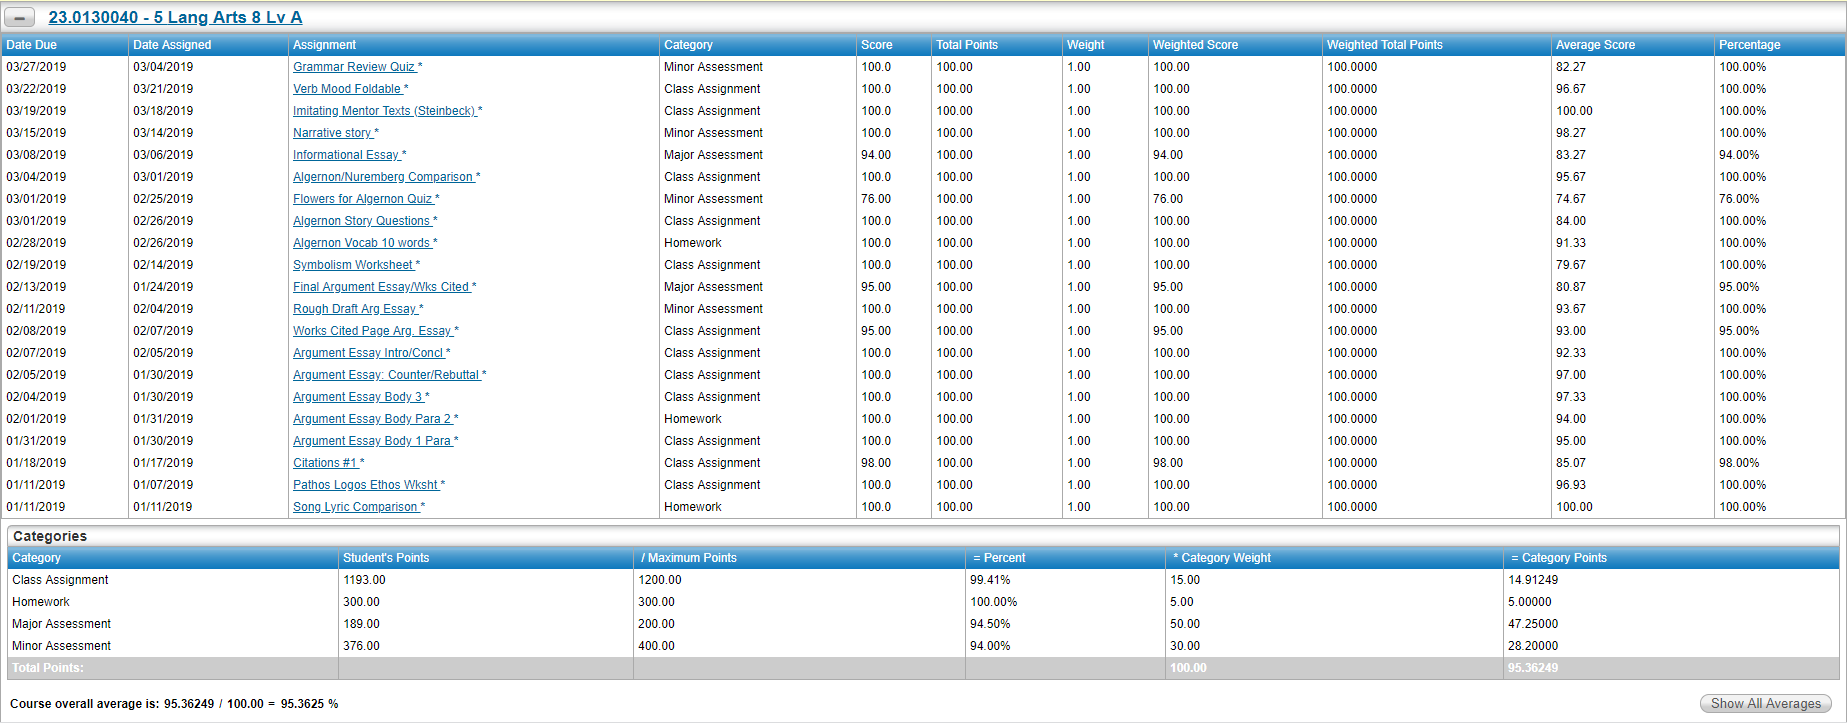 23.0130040 - 5 Lang Arts 8 Lv A
Date Due Date Assigned Assignment Category Score Total Points Weight Weighted Score Weighted Total Points Average Score Percentage
03/27/2019 03/04/2019 Grammar Review Quiz * Minor Assessment 100.0 100.00 1.00 100.00 100.0000 82.27 100.00%
03/22/2019 03/21/2019 Verb Mood Foldable * Class Assignment 100.0 100.00 1.00 100.00 100.0000 96.67 100.00%
03/19/2019 03/18/2019 Imitating Mentor Texts (Steinbeck) * Class Assignment 100.0 100.00 1.00 100.00 100.0000 100.00 100.00%
03/15/2019 03/14/2019 Narrative story * Minor Assessment 100.0 100.00 1.00 100.00 100.0000 98.27 100.00%
03/08/2019 03/06/2019 Informational Essay * Major Assessment 94.00 100.00 1.00 94.00 100.0000 83.27 94.00%
03/04/2019 03/01/2019 Algernon/Nuremberg Comparison * Class Assignment 100.0 100.00 1.00 100.00 100.0000 95.67 100.00%
03/01/2019 02/25/2019 Flowers for Algernon Quiz * Minor Assessment 76.00 100.00 1.00 76.00 100.0000 74.67 76.00%
03/01/2019 02/26/2019 Algernon Story Questions * Class Assignment 100.0 100.00 1.00 100.00 100.0000 84.00 100.00%
02/28/2019 02/26/2019 Algernon Vocab 10 words * Homework 100.0 100.00 1.00 100.00 100.0000 91.33 100.00%
02/19/2019 02/14/2019 Symbolism Worksheet * Class Assignment 100.0 100.00 1.00 100.00 100.0000 79.67 100.00%
02/13/2019 01/24/2019 Final Argument Essay/Wks Cited * Major Assessment 95.00 100.00 1.00 95.00 100.0000 80.87 95.00%
02/11/2019 02/04/2019 Rough Draft Arg Essay * Minor Assessment 100.0 100.00 1.00 100.00 100.0000 93.67 100.00%
02/08/2019 02/07/2019 Works Cited Page Arg. Essay * Class Assignment 95.00 100.00 1.00 95.00 100.0000 93.00 95.00%
02/07/2019 02/05/2019 Argument Essay Intro/Concl * Class Assignment 100.0 100.00 1.00 100.00 100.0000 92.33 100.00%
02/05/2019 01/30/2019 Argument Essay: Counter/Rebuttal * Class Assignment 100.0 100.00 1.00 100.00 100.0000 97.00 100.00%
02/04/2019 01/30/2019 Argument Essay Body 3 * Class Assignment 100.0 100.00 1.00 100.00 100.0000 97.33 100.00%
02/01/2019 01/31/2019 Argument Essay Body Para 2 * Homework 100.0 100.00 1.00 100.00 100.0000 94.00 100.00%
01/31/2019 01/30/2019 Argument Essay Body 1 Para * Class Assignment 100.0 100.00 1.00 100.00 100.0000 95.00 100.00%
01/18/2019 01/17/2019 Citations #1 * Class Assignment 98.00 100.00 1.00 98.00 100.0000 85.07 98.00%
01/11/2019 01/07/2019 Pathos Logos Ethos Wksht * Class Assignment 100.0 100.00 1.00 100.00 100.0000 96.93 100.00%
01/11/2019 01/11/2019 Song Lyric Comparison * Homework 100.0 100.00 1.00 100.00 100.0000 100.00 100.00%
Categories
Category Student's Points / Maximum Points = Percent * Category Weight = Category Points
Class Assignment 1193.00 1200.00 99.41% 15.00 14.91249
Homework 300.00 300.00 100.00% 5.00 5.00000
Major Assessment 189.00 200.00 94.50% 50.00 47.25000
Minor Assessment 376.00 400.00 94.00% 30.00 28.20000
Total Points: 100.00 95.36249
Course overall average is: 95.36249 / 100.00 = 95.3625 %
Show All Averages